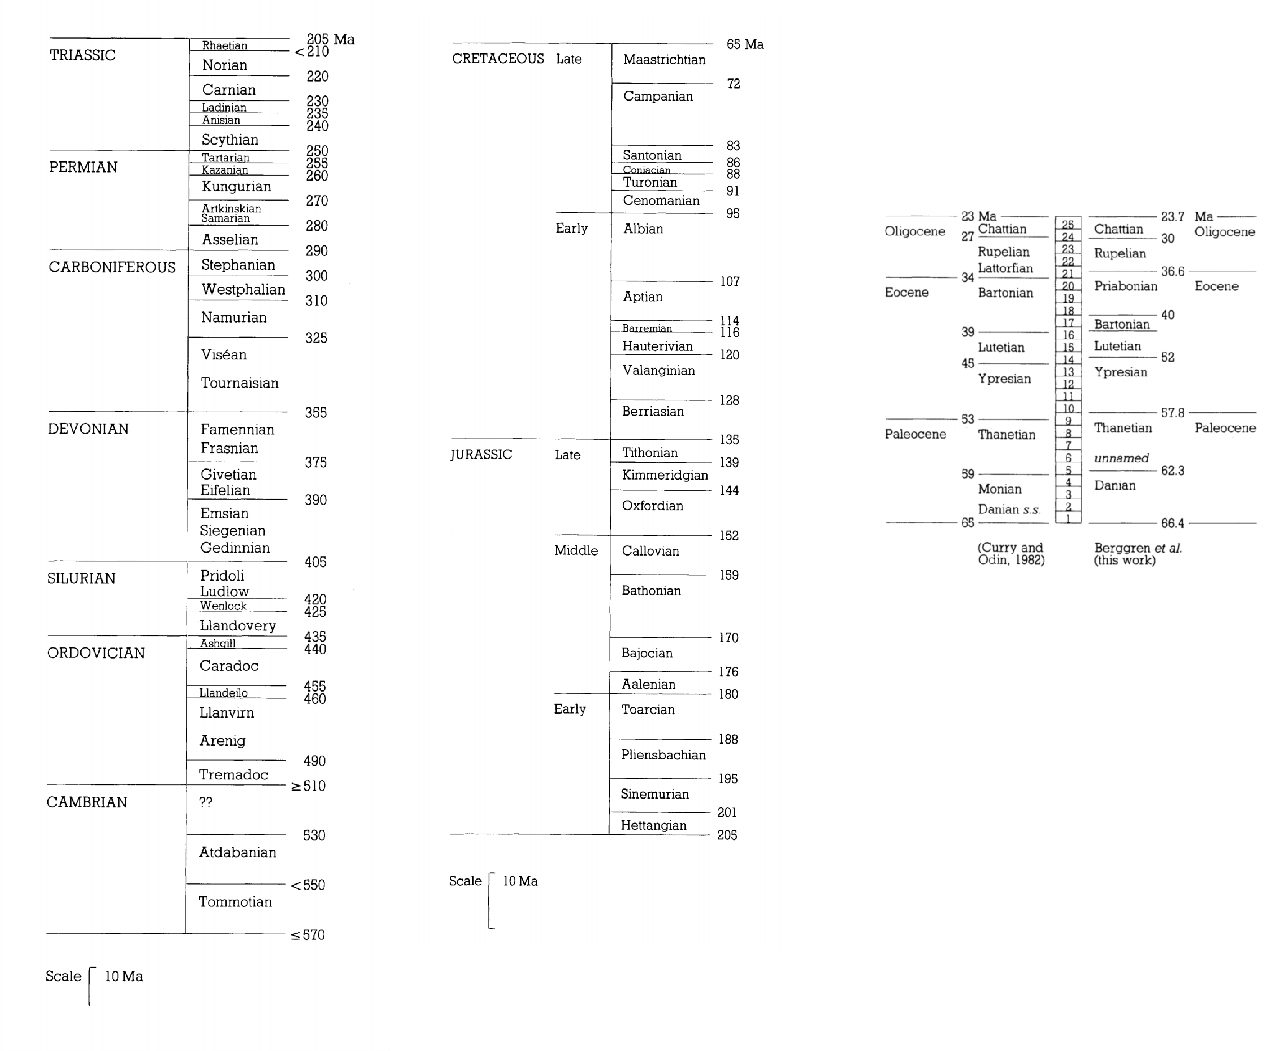 205 Ma
Rhaetian
<210
TRIASSIC
Norian
220
Carnian
230
Ladinian
235
Anisian
240
Scythian
250
Tartarian
255
PERMIAN
Kazanian
260
Kungurian
270
Artkinskian
Samarian
280
Asselian
290
CARBONIFEROUS Stephanian
300
Westphalian
310
Namurian
325
Viséan
Tournaisian
355
DEVONIAN Famennian
Frasnian
375
Givetian
Eifelian
390
Emsian
Siegenian
Gedinnian
405
SILURIAN Pridoli
Ludlow
420
Wenlock
425
Llandovery
435
Ashgill
440
ORDOVICIAN
Caradoc
455
Llandeilo
460
Llanvirn
Arenig
490
Tremadoc
≥510
CAMBRIAN ??
530
Atdabanian
<550
Tommotian
≤570
Scale 10 Ma
65 Ma
CRETACEOUS Late Maastrichtian
72
Campanian
83
Santonian
86
Coniacian
88
Turonian
91
Cenomanian
95
Early Albian
107
Aptian
114
Barremian
116
Hauterivian
120
Valanginian
128
Berriasian
135
JURASSIC Late Tithonian
139
Kimmeridgian
144
Oxfordian
152
Middle Callovian
159
Bathonian
170
Bajocian
176
Aalenian
180
Early Toarcian
188
Pliensbachian
195
Sinemurian
201
Hettangian
205
Scale 10 Ma
23 Ma 23.7 Ma
Oligocene Chattian 25 Chattian Oligocene
27 24 30
Rupelian 23 Rupelian
22
Lattorfian 21 36.6
34
Eocene Bartonian 20 Priabonian Eocene
19
18 40
17 Bartonian
39 16
Lutetian 15 Lutetian
45 14 52
Ypresian 13 Ypresian
12
11
10 57.8
53 9
Paleocene Thanetian 8 Thanetian Paleocene
7
6 unnamed
59 5 62.3
Monian 4 Danian
3
Danian s.s. 2
65 1 66.4
(Curry and Berggren et al.
Odin, 1982) (this work)